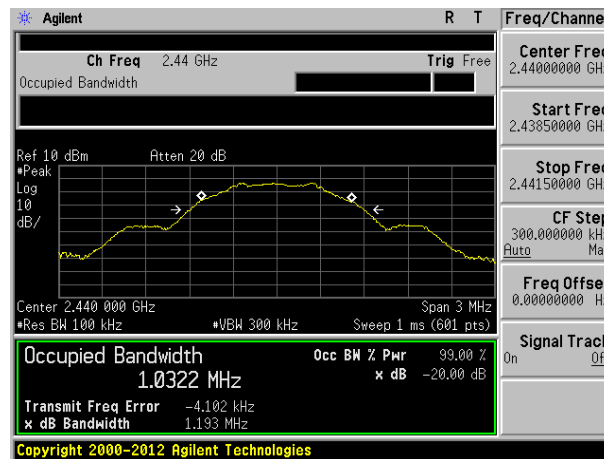 Agilent R T Freq/Channe
Ch Freq 2.44 GHz Trig Free
Occupied Bandwidth
Center Freq
2.44000000 GH
Start Freq
2.43850000 GH
Stop Freq
2.44150000 GH
CF Step
300.000000 kH
Auto Ma
Freq Offse
0.00000000 H
Signal Track
On Of
Ref 10 dBm Atten 20 dB
#Peak
Log
10
dB/
Center 2.440 000 GHz Span 3 MHz
#Res BW 100 kHz #VBW 300 kHz Sweep 1 ms (601 pts)
Occupied Bandwidth Occ BW % Pwr 99.00 %
1.0322 MHz x dB -20.00 dB
Transmit Freq Error -4.102 kHz
x dB Bandwidth 1.193 MHz
Copyright 2000-2012 Agilent Technologies